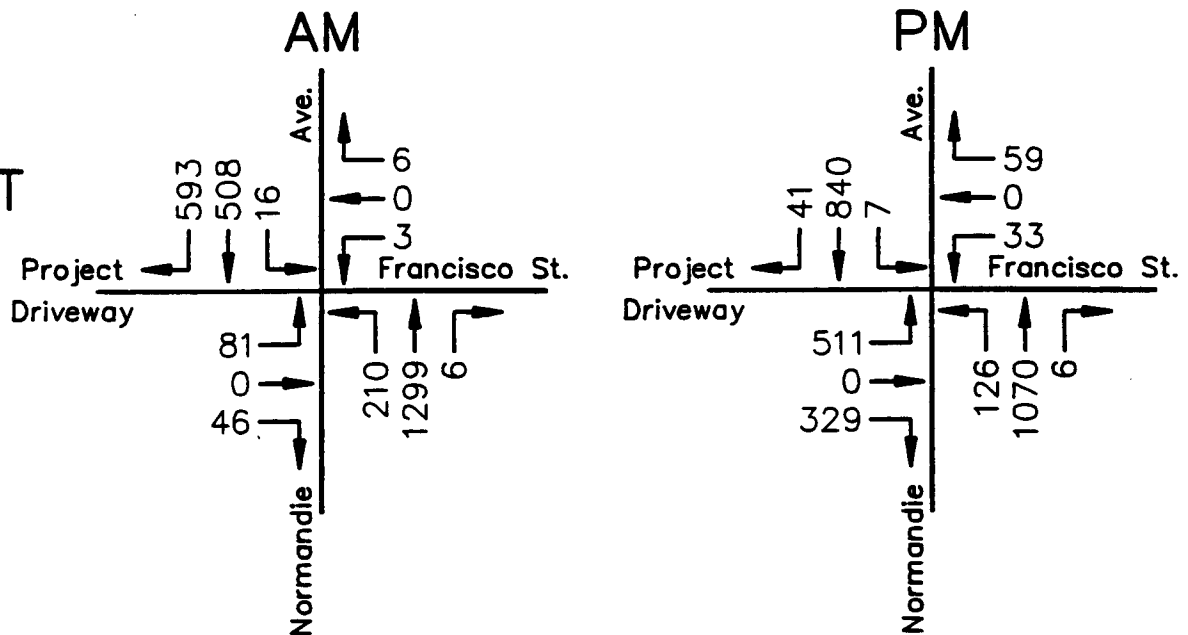 AM
Ave.
T
593
508
16
6
0
3
Project
Driveway
Francisco St.
81
0
46
210
1299
6
Normandie
PM
Ave.
41
840
7
59
0
33
Project
Driveway
Francisco St.
511
0
329
126
1070
6
Normandie